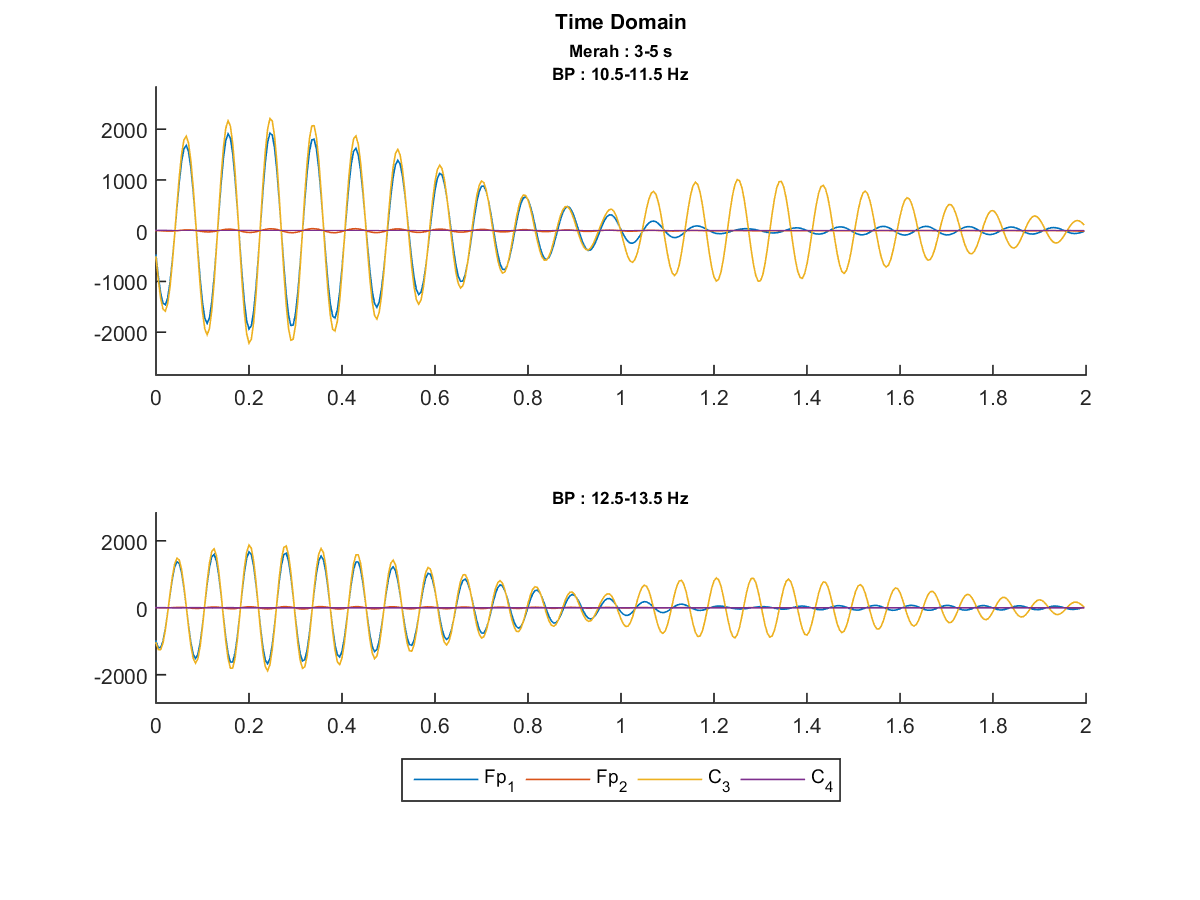 Time Domain
Merah : 3-5 s
BP : 10.5-11.5 Hz
2000
1000
0
-1000
-2000
0 0.2 0.4 0.6 0.8 1 1.2 1.4 1.6 1.8 2
BP : 12.5-13.5 Hz
2000
0
-2000
0 0.2 0.4 0.6 0.8 1 1.2 1.4 1.6 1.8 2
Fp1 Fp2 C3 C4